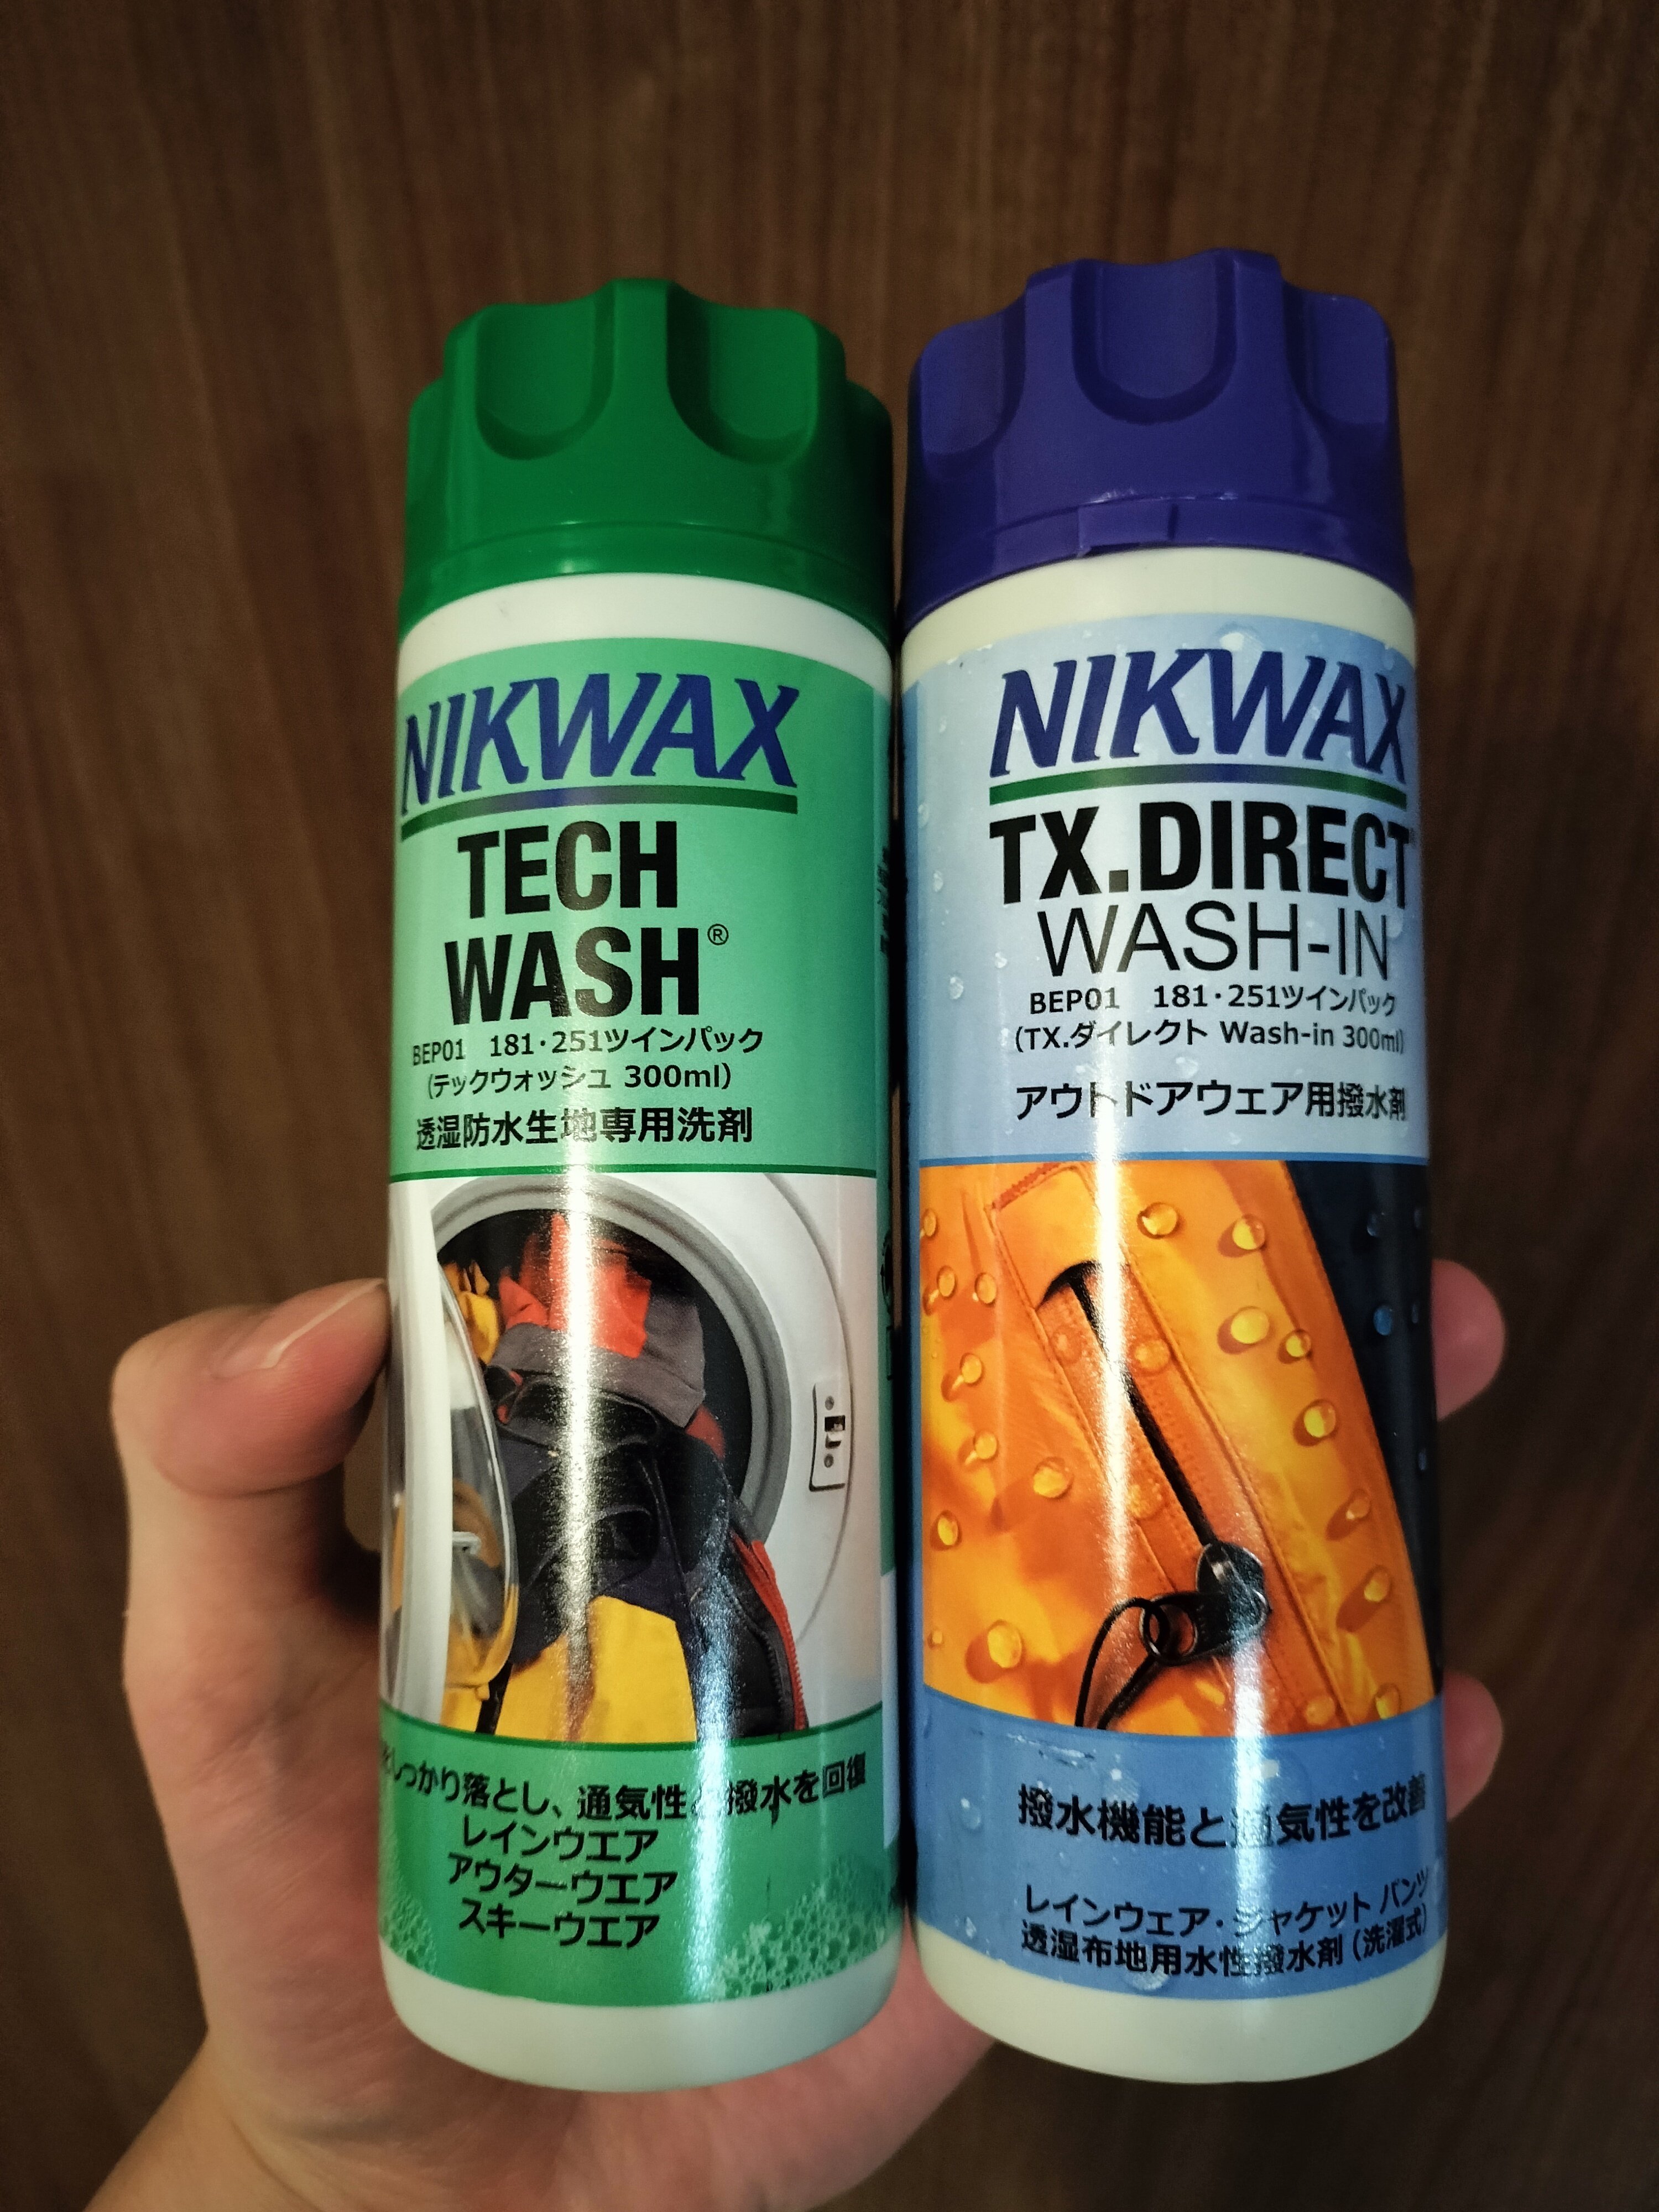 NIKWAX
TECH
WASH®
BEP01 181・251ツインパック
(テックウォッシュ 300ml)
透湿防水生地専用洗剤
しっかり落とし、通気性と撥水を回復
レインウエア
アウターウエア
スキーウエア
NIKWAX
TX.DIRECT
WASH-IN
BEP01 181・251ツインパック
(TX.ダイレクト Wash-in 300ml)
アウトドアウェア用撥水剤
撥水機能と通気性を改善
レインウェア・ジャケット パンツ
透湿布地用水性撥水剤(洗濯式)